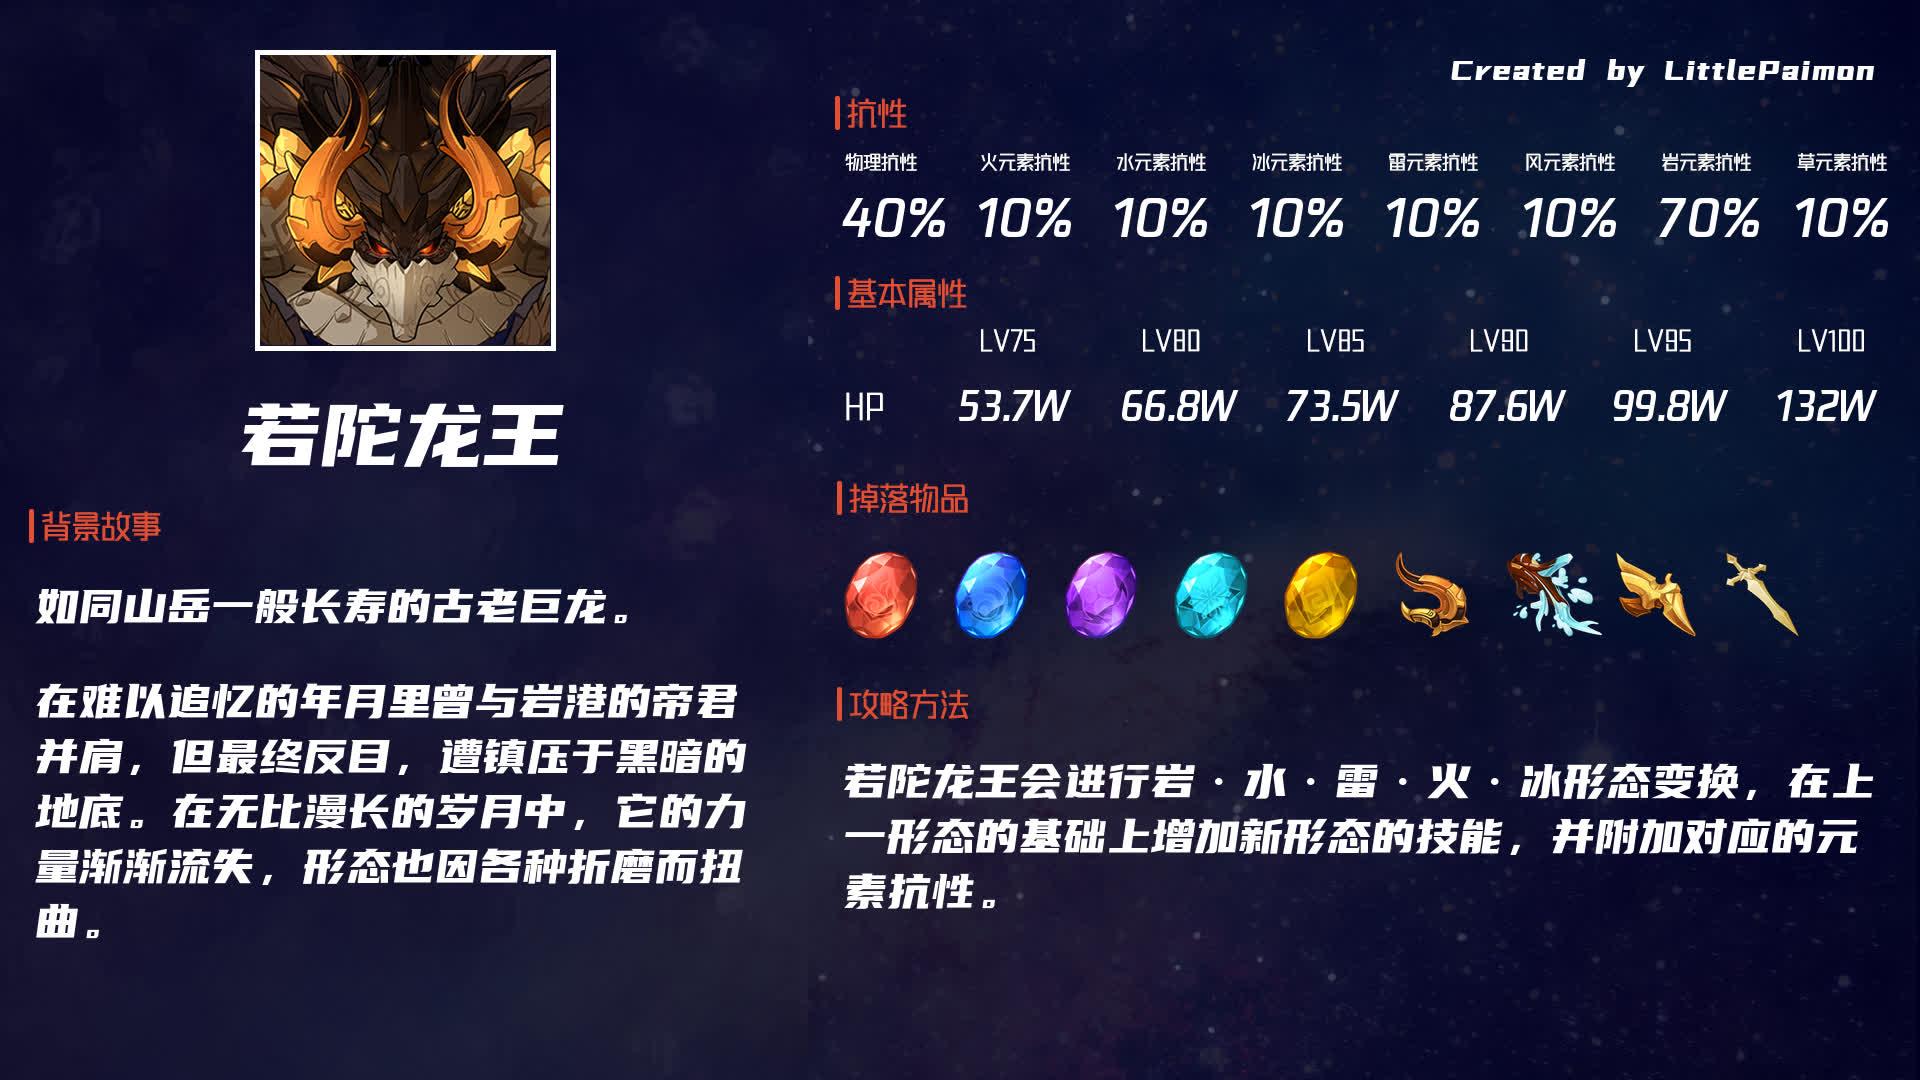 若陀龙王
背景故事
如同山岳一般长寿的古老巨龙。
在难以追忆的年月里曾与岩港的帝君
并肩，但最终反目，遭镇压于黑暗的
地底。在无比漫长的岁月中，它的力
量渐渐流失，形态也因各种折磨而扭
曲。
Created by LittlePaimon
抗性
物理抗性 火元素抗性 水元素抗性 冰元素抗性 雷元素抗性 风元素抗性 岩元素抗性 草元素抗性
40% 10% 10% 10% 10% 10% 70% 10%
基本属性
LV75 LV80 LV85 LV90 LV95 LV100
HP 53.7W 66.8W 73.5W 87.6W 99.8W 132W
掉落物品
攻略方法
若陀龙王会进行岩·水·雷·火·冰形态变换，在上
一形态的基础上增加新形态的技能，并附加对应的元
素抗性。